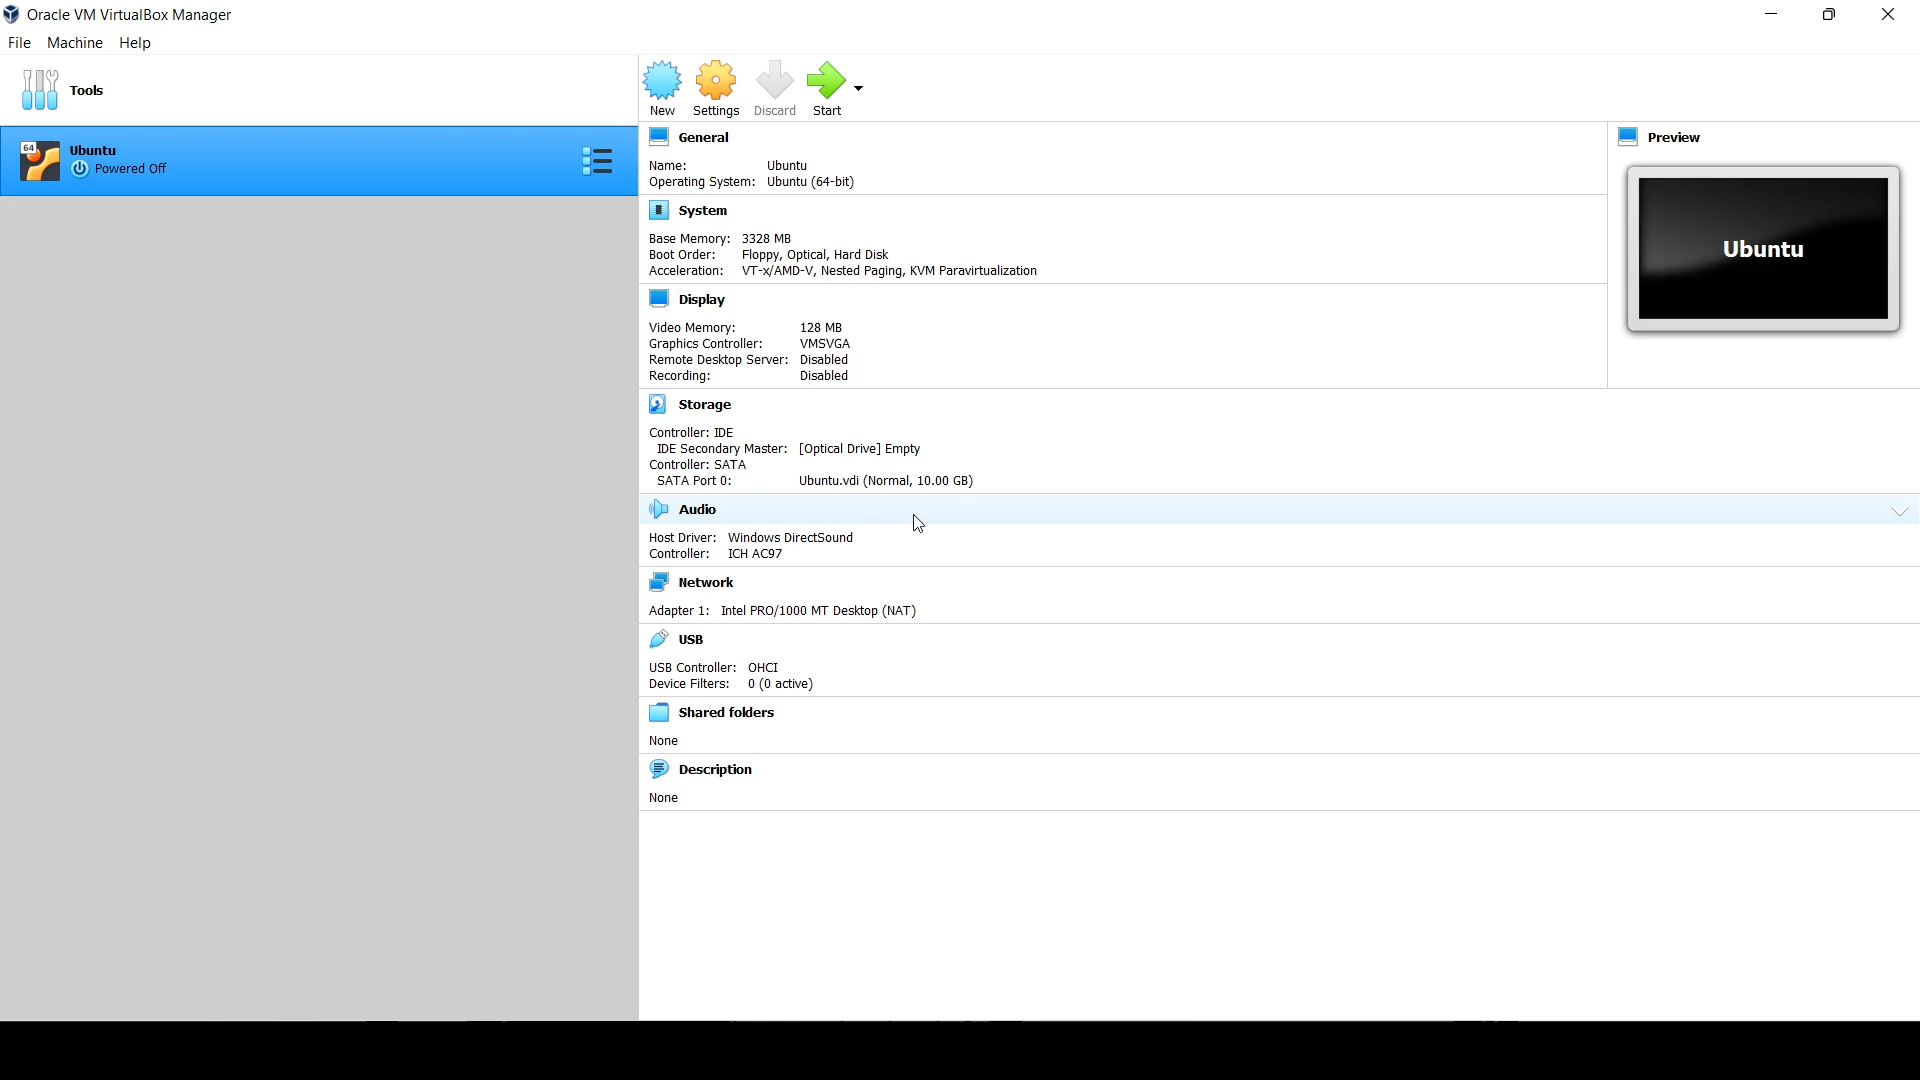 Oracle VM VirtualBox Manager
File Machine Help
Tools
New Settings Discard Start
64 Ubuntu
Powered Off
General
Name: Ubuntu
Operating System: Ubuntu (64-bit)
System
Base Memory: 3328 MB
Boot Order: Floppy, Optical, Hard Disk
Acceleration: VT-x/AMD-V, Nested Paging, KVM Paravirtualization
Display
Video Memory: 128 MB
Graphics Controller: VMSVGA
Remote Desktop Server: Disabled
Recording: Disabled
Preview
Ubuntu
Storage
Controller: IDE
IDE Secondary Master: [Optical Drive] Empty
Controller: SATA
SATA Port 0: Ubuntu.vdi (Normal, 10.00 GB)
Audio
Host Driver: Windows DirectSound
Controller: ICH AC97
Network
Adapter 1: Intel PRO/1000 MT Desktop (NAT)
USB
USB Controller: OHCI
Device Filters: 0 (0 active)
Shared folders
None
Description
None